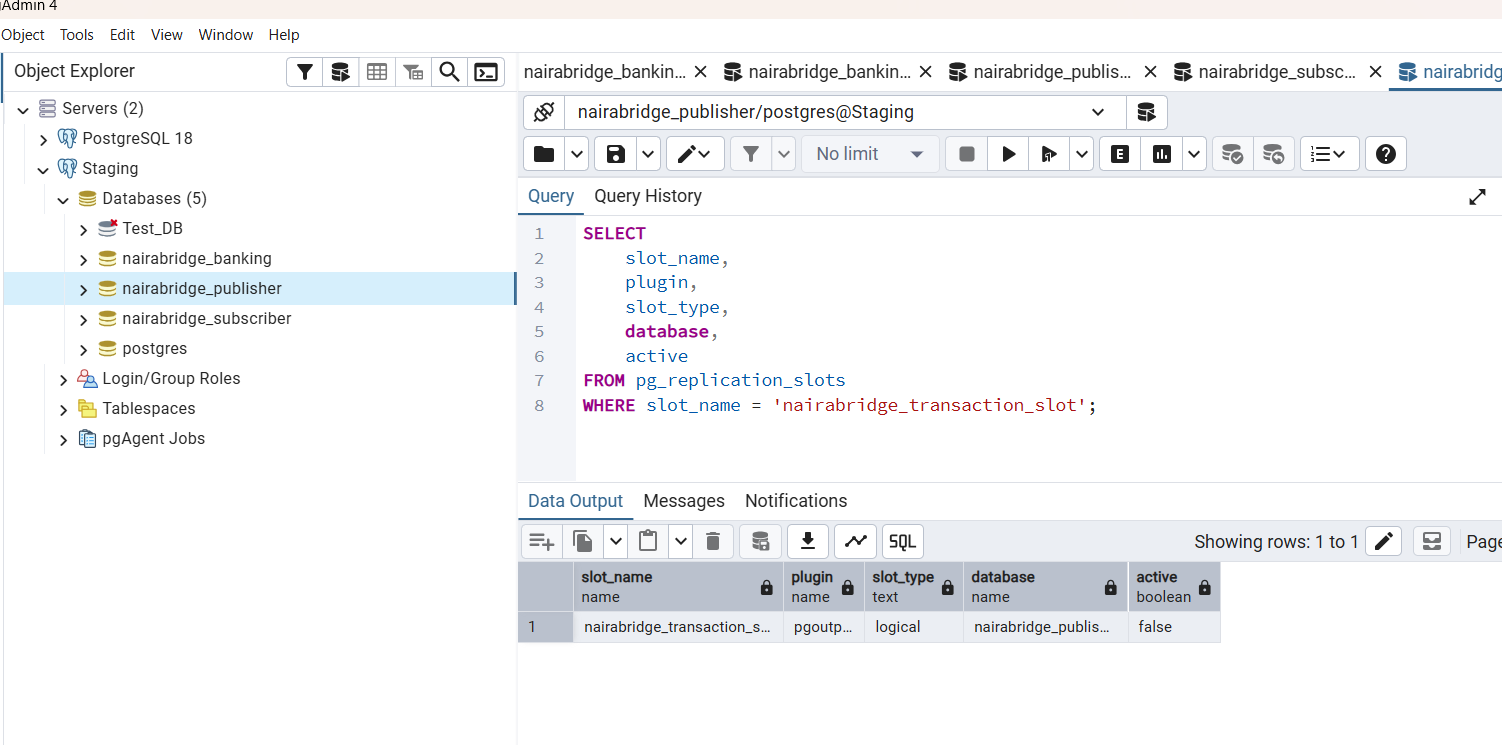 Admin 4
Object Tools Edit View Window Help
Object Explorer
Servers (2)
PostgreSQL 18
Staging
Databases (5)
Test_DB
nairabridge_banking
nairabridge_publisher
nairabridge_subscriber
postgres
Login/Group Roles
Tablespaces
pgAgent Jobs
nairabridge_bankin... nairabridge_bankin... nairabridge_publis... nairabridge_subsc... nairabridg
nairabridge_publisher/postgres@Staging
No limit
E
Query Query History
1 SELECT
2 slot_name,
3 plugin,
4 slot_type,
5 database,
6 active
7 FROM pg_replication_slots
8 WHERE slot_name = 'nairabridge_transaction_slot';
Data Output Messages Notifications
SQL Showing rows: 1 to 1 Page
slot_name plugin slot_type database active
name name text name boolean
1 nairabridge_transaction_s... pgoutp... logical nairabridge_publis... false